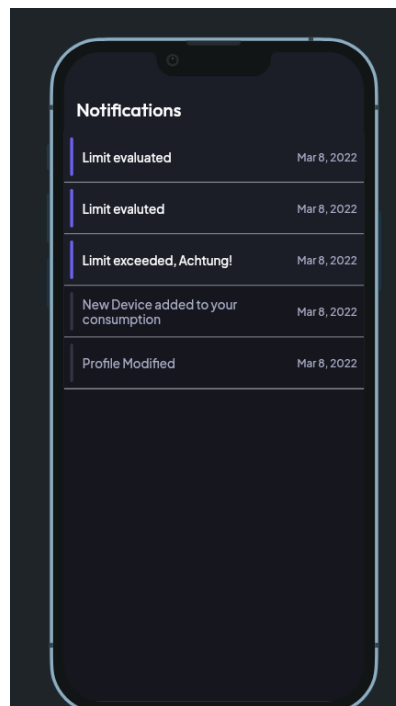 Notifications
Limit evaluated
Mar 8, 2022
Limit evaluted
Mar 8, 2022
Limit exceeded, Achtung!
Mar 8, 2022
New Device added to your
consumption
Mar 8, 2022
Profile Modified
Mar 8, 2022